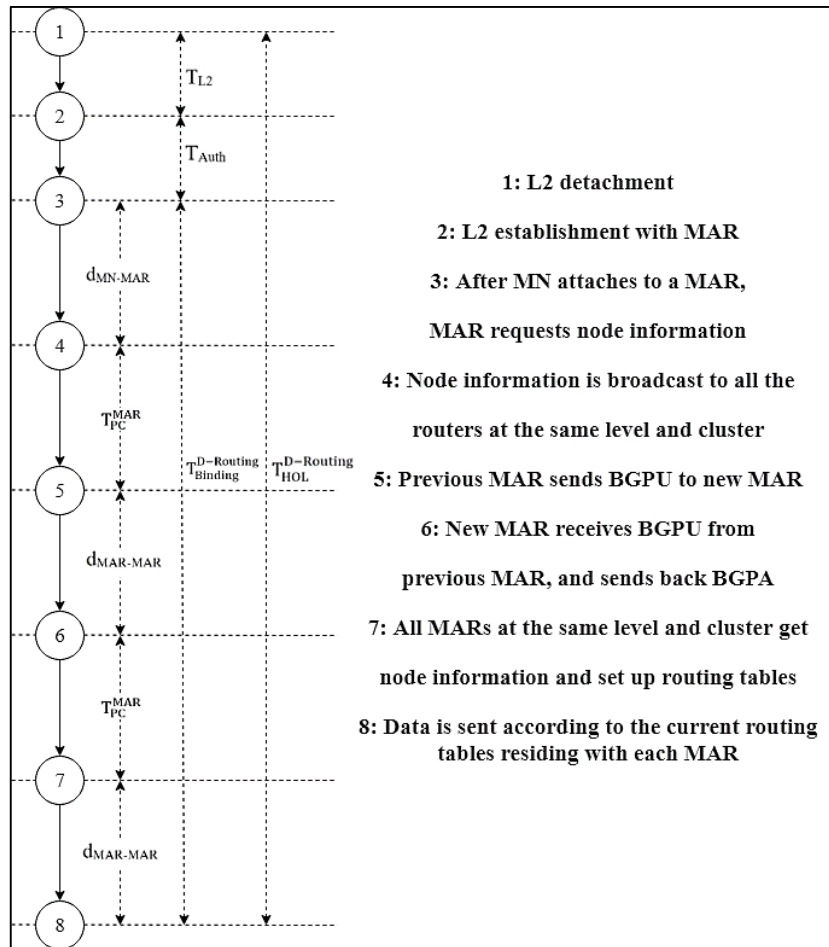 1
T_L2
2
T_Auth
3
d_MN-MAR
4
T_PC^MAR
T_Binding^D-Routing
T_HOL^D-Routing
5
d_MAR-MAR
6
T_PC^MAR
7
d_MAR-MAR
8
1: L2 detachment
2: L2 establishment with MAR
3: After MN attaches to a MAR,
MAR requests node information
4: Node information is broadcast to all the
routers at the same level and cluster
5: Previous MAR sends BGPU to new MAR
6: New MAR receives BGPU from
previous MAR, and sends back BGPA
7: All MARs at the same level and cluster get
node information and set up routing tables
8: Data is sent according to the current routing
tables residing with each MAR